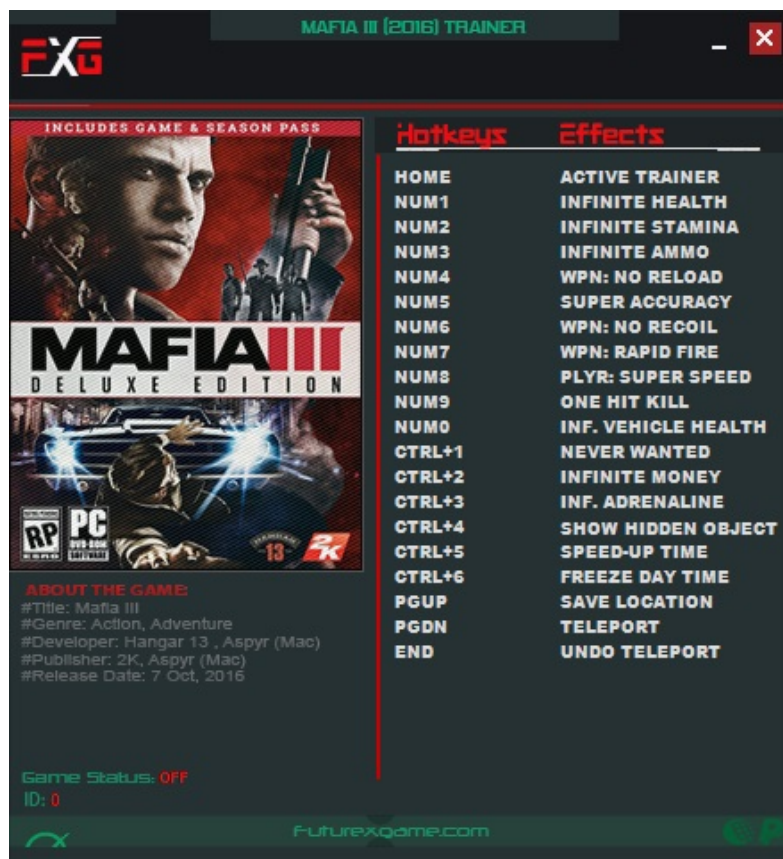 MAFIA III (2016) TRAINER
FXG
INCLUDES GAME & SEASON PASS
MAFIA III
DELUXE EDITION
RP
ESRB
PC
DVD-ROM
SOFTWARE
HANGAR
13
2K
Hotkeys Effects
HOME ACTIVE TRAINER
NUM1 INFINITE HEALTH
NUM2 INFINITE STAMINA
NUM3 INFINITE AMMO
NUM4 WPN: NO RELOAD
NUM5 SUPER ACCURACY
NUM6 WPN: NO RECOIL
NUM7 WPN: RAPID FIRE
NUM8 PLYR: SUPER SPEED
NUM9 ONE HIT KILL
NUM0 INF. VEHICLE HEALTH
CTRL+1 NEVER WANTED
CTRL+2 INFINITE MONEY
CTRL+3 INF. ADRENALINE
CTRL+4 SHOW HIDDEN OBJECT
CTRL+5 SPEED-UP TIME
CTRL+6 FREEZE DAY TIME
PGUP SAVE LOCATION
PGDN TELEPORT
END UNDO TELEPORT
ABOUT THE GAME:
#Title: Mafia III
#Genre: Action, Adventure
#Developer: Hangar 13 , Aspyr (Mac)
#Publisher: 2K, Aspyr (Mac)
#Release Date: 7 Oct, 2016
Game Status: OFF
ID: 0
Futurexgame.com